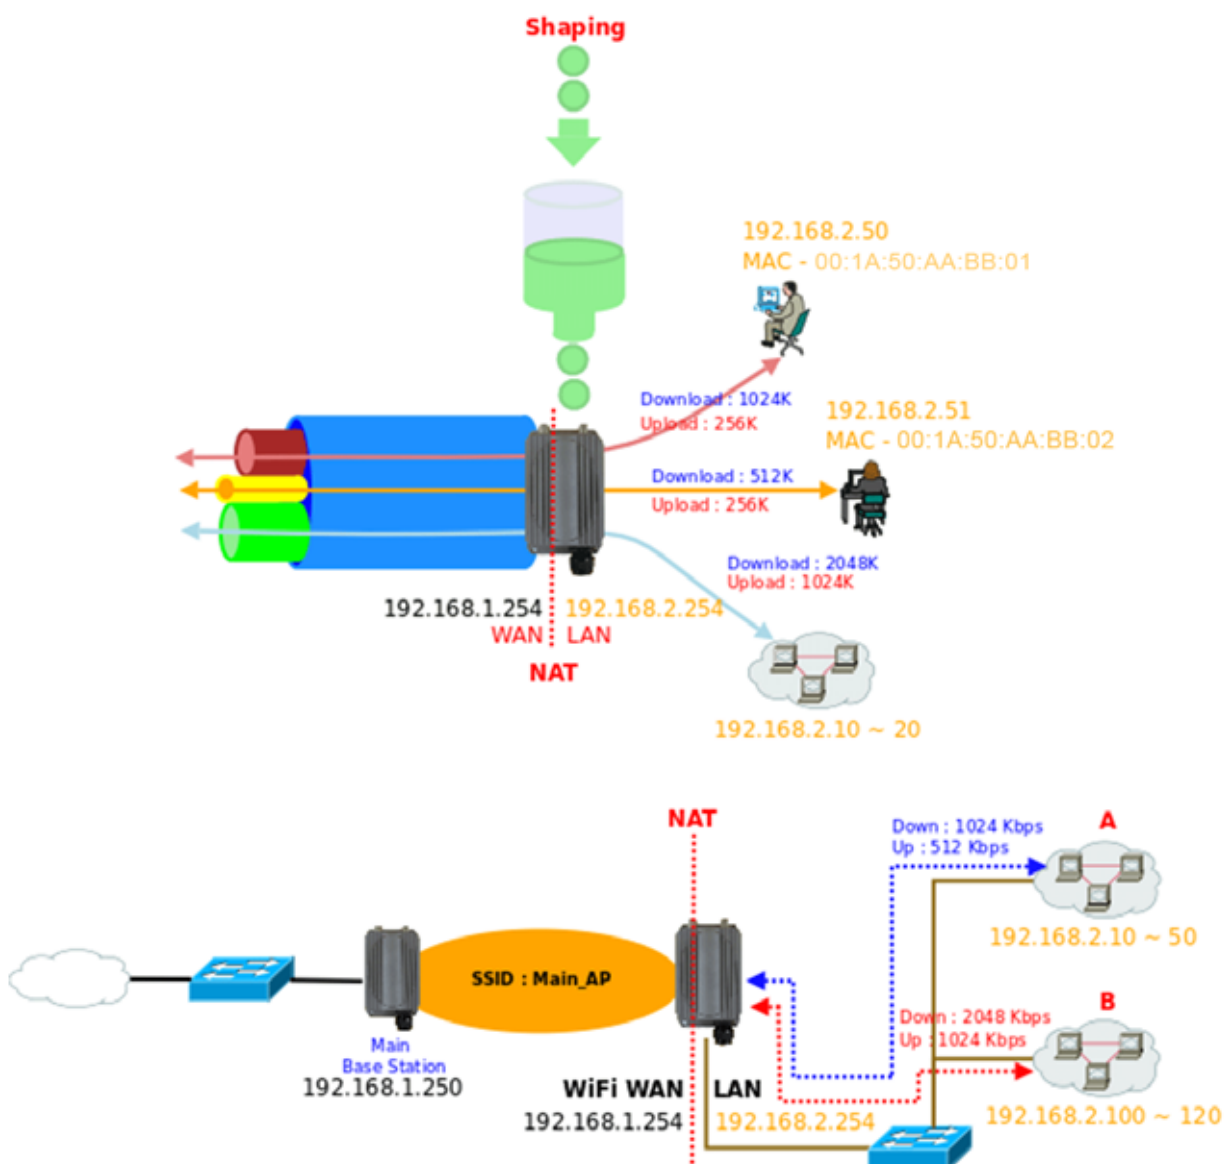 Shaping
192.168.2.50
MAC - 00:1A:50:AA:BB:01
Download : 1024K
Upload : 256K
192.168.2.51
MAC - 00:1A:50:AA:BB:02
Download : 512K
Upload : 256K
Download : 2048K
Upload : 1024K
192.168.1.254 192.168.2.254
WAN LAN
NAT
192.168.2.10 ~ 20
NAT
A
Down : 1024 Kbps
Up : 512 Kbps
192.168.2.10 ~ 50
SSID : Main_AP
B
Down : 2048 Kbps
Up : 1024 Kbps
Main
Base Station
192.168.1.250
WiFi WAN LAN
192.168.1.254 192.168.2.254
192.168.2.100 ~ 120